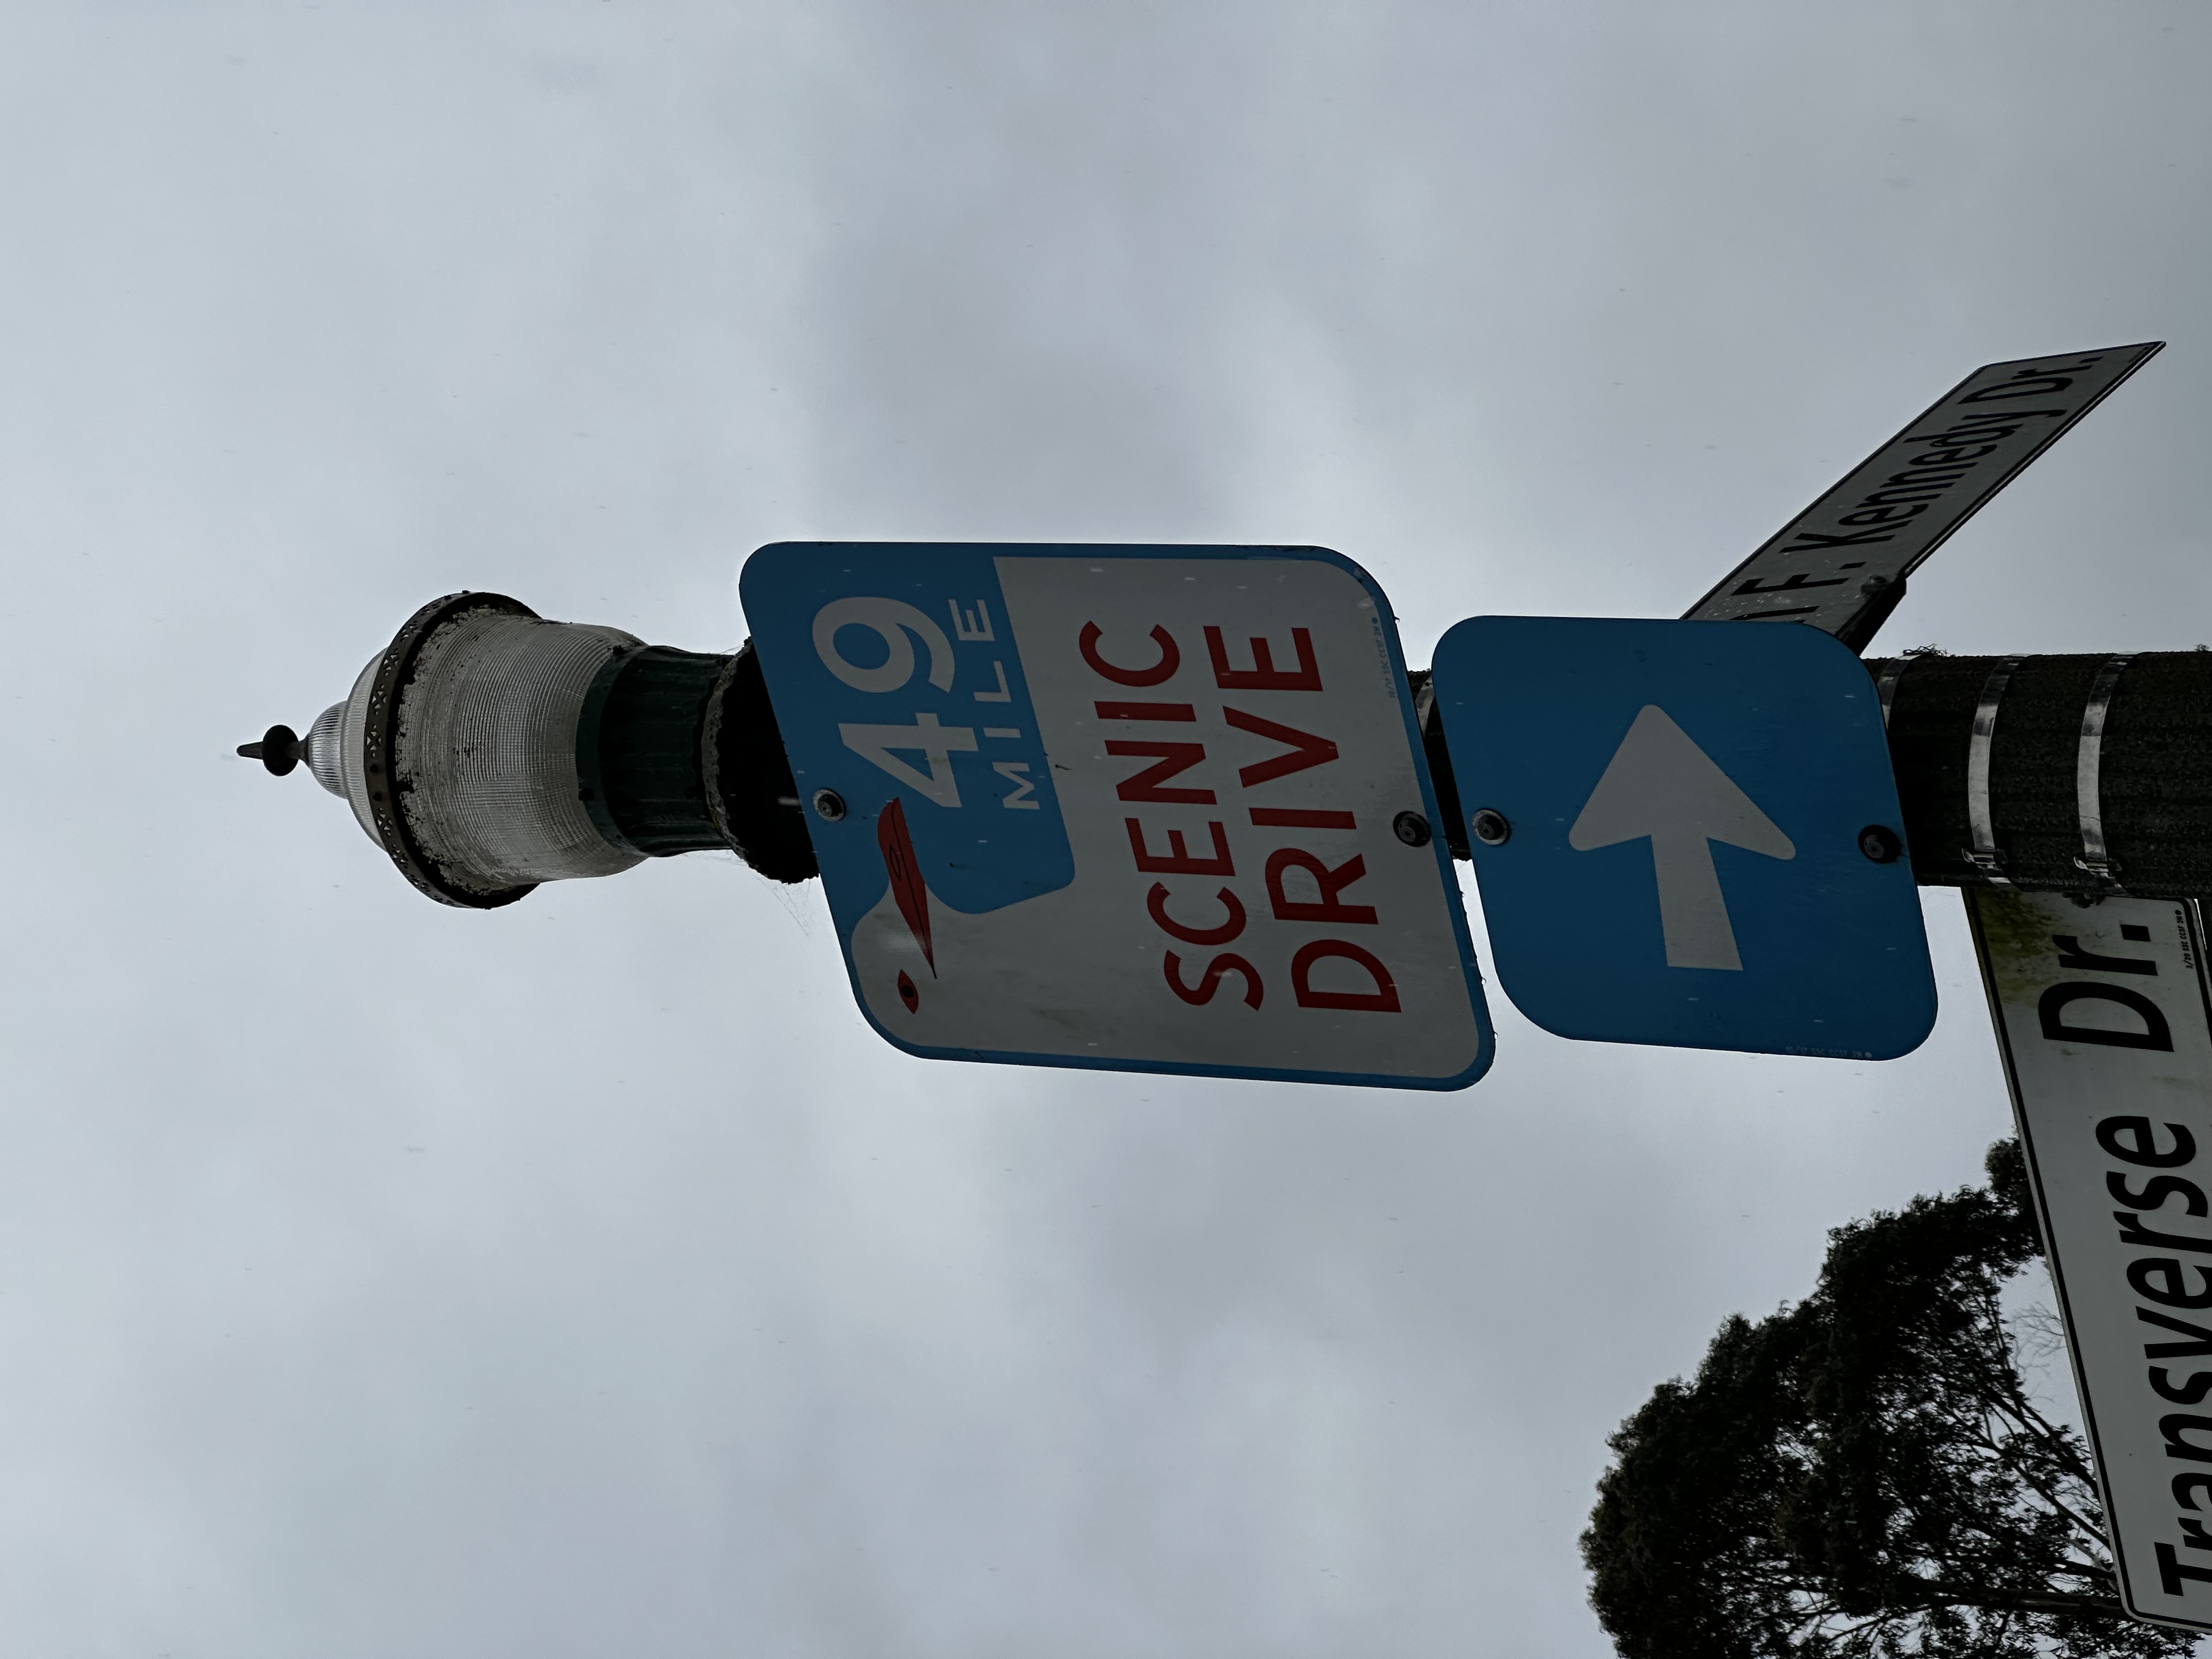 49
MILE
SCENIC
DRIVE
F. Kennedy Dr.
Transverse Dr.